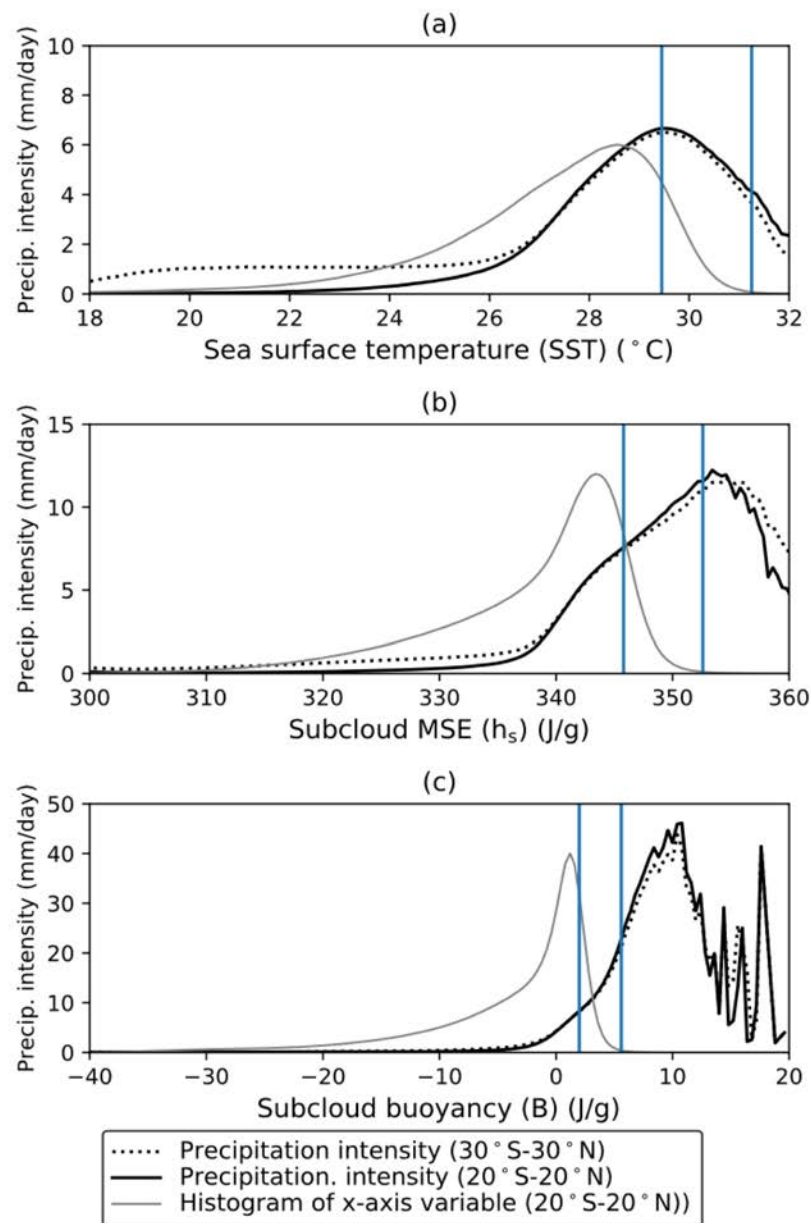 (a)
Precip. intensity (mm/day)
10
8
6
4
2
0
18 20 22 24 26 28 30 32
Sea surface temperature (SST) (°C)
(b)
Precip. intensity (mm/day)
15
10
5
0
300 310 320 330 340 350 360
Subcloud MSE (hₛ) (J/g)
(c)
Precip. intensity (mm/day)
50
40
30
20
10
0
−40 −30 −20 −10 0 10 20
Subcloud buoyancy (B) (J/g)
Precipitation intensity (30°S-30°N)
Precipitation. intensity (20°S-20°N)
Histogram of x-axis variable (20°S-20°N))